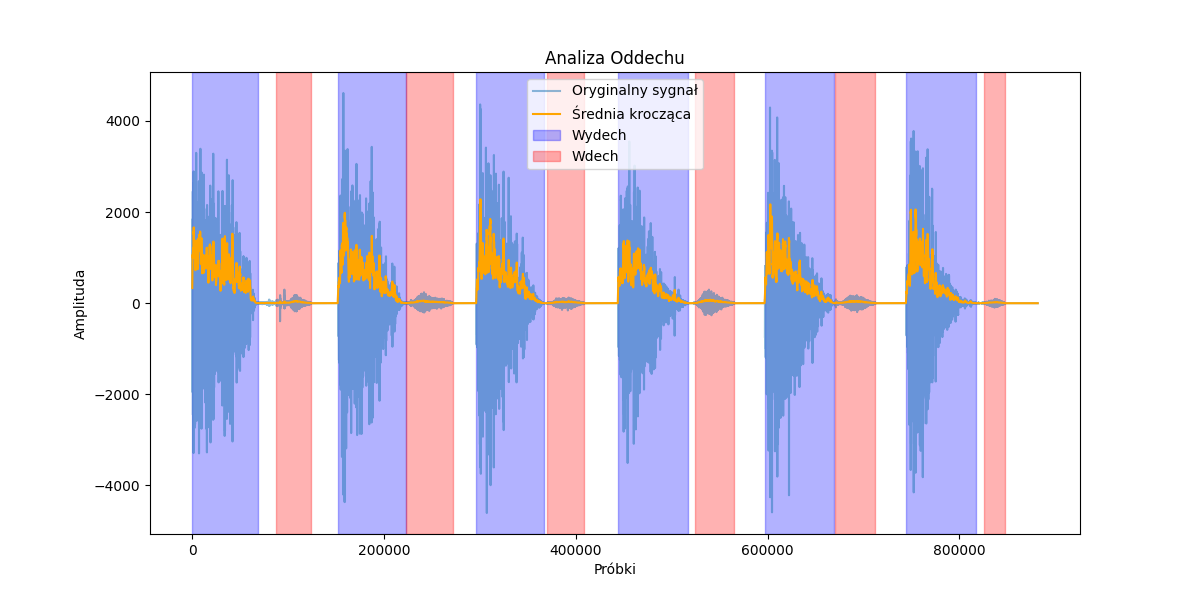 Analiza Oddechu
Oryginalny sygnał
Średnia krocząca
Wydech
Wdech
Amplituda
4000
2000
0
−2000
−4000
0 200000 400000 600000 800000
Próbki